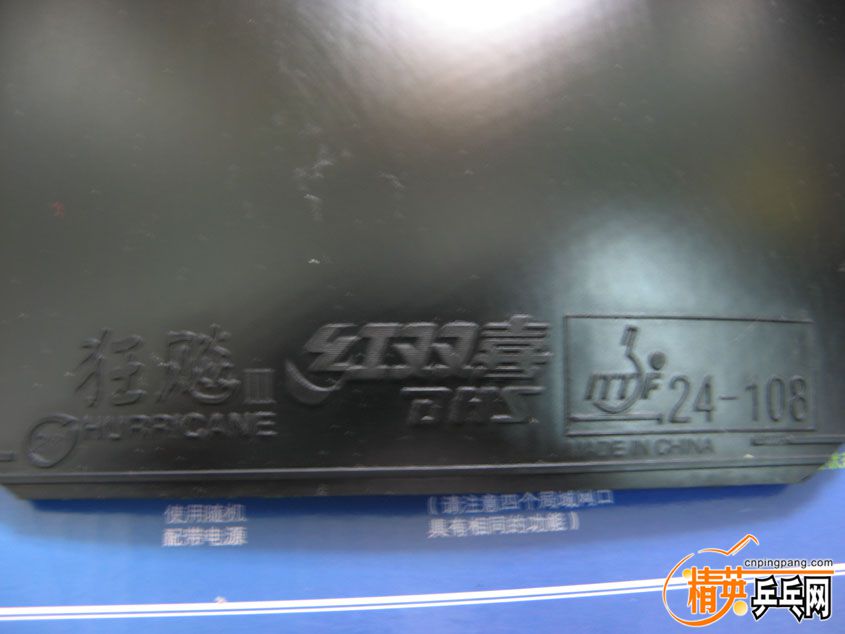 狂飚III
HURRICANE
红双喜
DHS
ITTF 24-108
MADE IN CHINA
使用随机
配带电源
(请注意四个局域网口
具有相同的功能)
cnpingpang.com
精英乒乓网